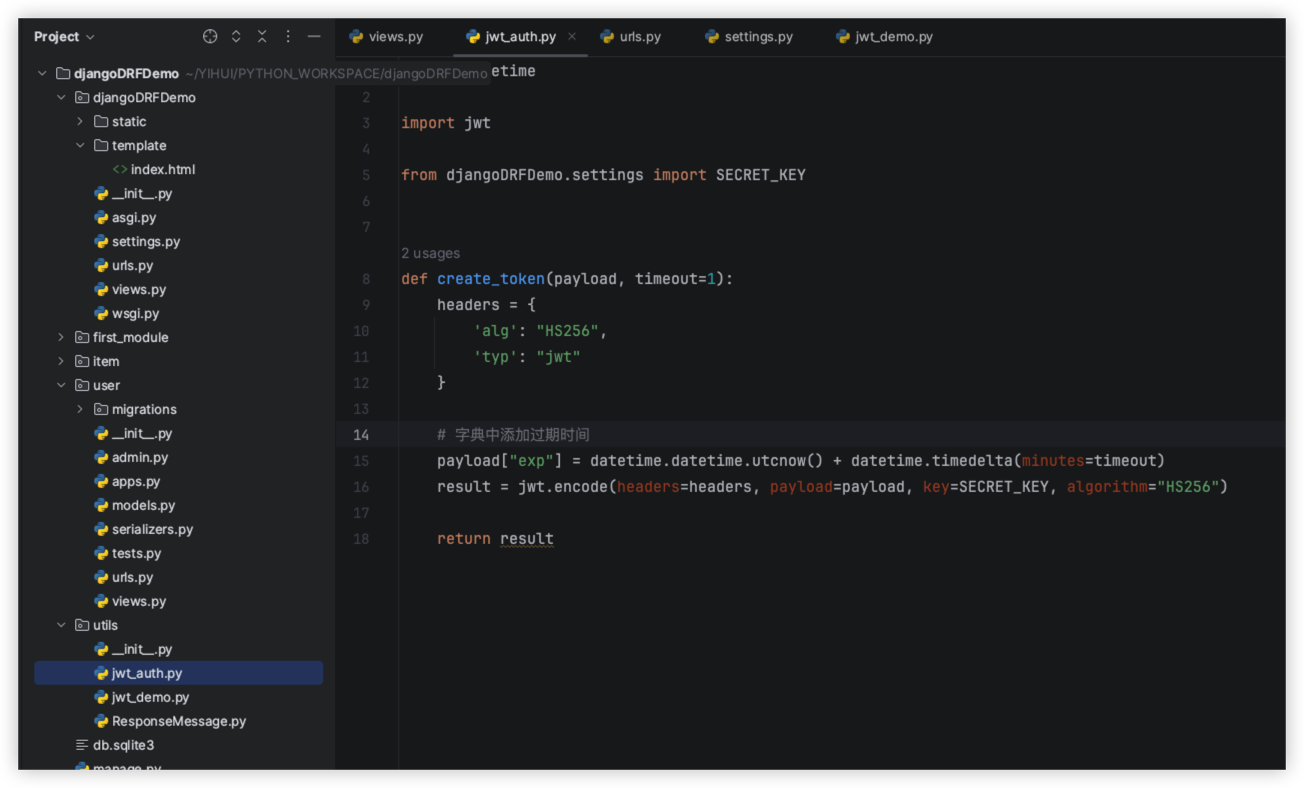 Project
djangoDRFDemo ~/YIHUI/PYTHON_WORKSPACE/djangoDRFDemo
djangoDRFDemo
static
template
<> index.html
__init__.py
asgi.py
settings.py
urls.py
views.py
wsgi.py
first_module
item
user
migrations
__init__.py
admin.py
apps.py
models.py
serializers.py
tests.py
urls.py
views.py
utils
__init__.py
jwt_auth.py
jwt_demo.py
ResponseMessage.py
db.sqlite3
manage.py
views.py jwt_auth.py × urls.py settings.py jwt_demo.py
etime
2
3 import jwt
4
5 from djangoDRFDemo.settings import SECRET_KEY
6
7
2 usages
8 def create_token(payload, timeout=1):
9 headers = {
10 'alg': "HS256",
11 'typ': "jwt"
12 }
13
14 # 字典中添加过期时间
15 payload["exp"] = datetime.datetime.utcnow() + datetime.timedelta(minutes=timeout)
16 result = jwt.encode(headers=headers, payload=payload, key=SECRET_KEY, algorithm="HS256")
17
18 return result